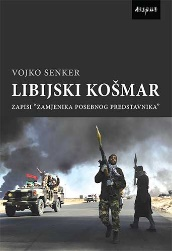 VOJKO SENKER
LIBIJSKI KOŠMAR
ZAPISI "ZAMJENIKA POSEBNOG PREDSTAVNIKA"